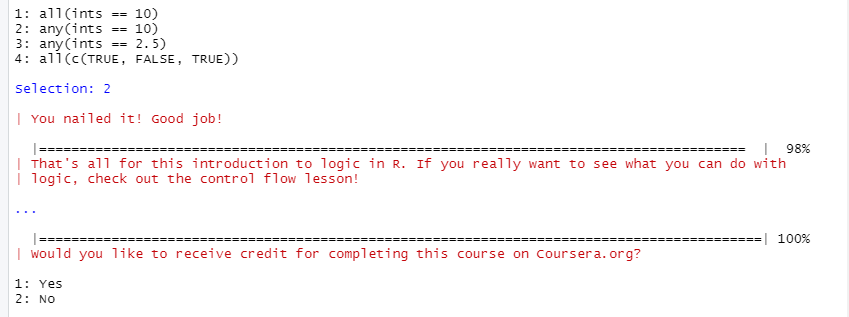 1: all(ints == 10)
2: any(ints == 10)
3: any(ints == 2.5)
4: all(c(TRUE, FALSE, TRUE))
Selection: 2
| You nailed it! Good job!
|======================================================================================== | 98%
| That's all for this introduction to logic in R. If you really want to see what you can do with
| logic, check out the control flow lesson!
...
|==========================================================================================| 100%
| Would you like to receive credit for completing this course on Coursera.org?
1: Yes
2: No